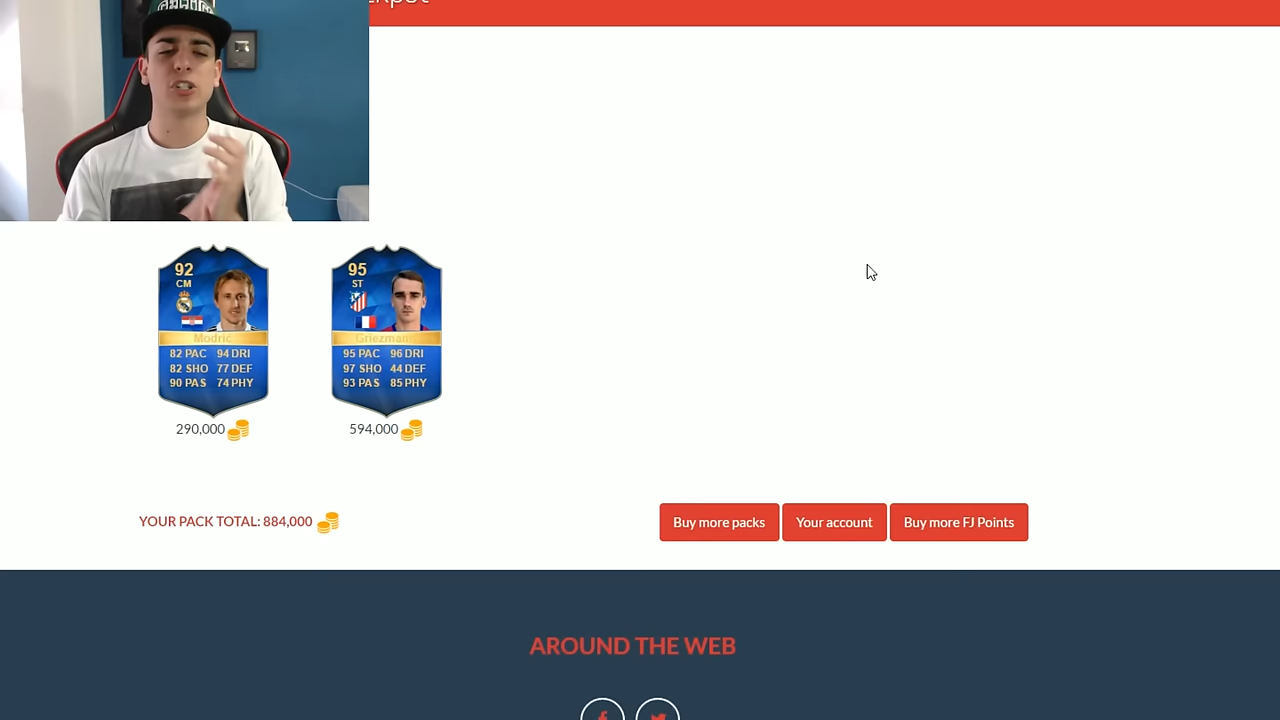 92
CM
Modric
82 PAC 94 DRI
82 SHO 77 DEF
90 PAS 74 PHY
290,000
95
ST
Griezmann
95 PAC 96 DRI
97 SHO 44 DEF
93 PAS 85 PHY
594,000
YOUR PACK TOTAL: 884,000
Buy more packs
Your account
Buy more FJ Points
AROUND THE WEB